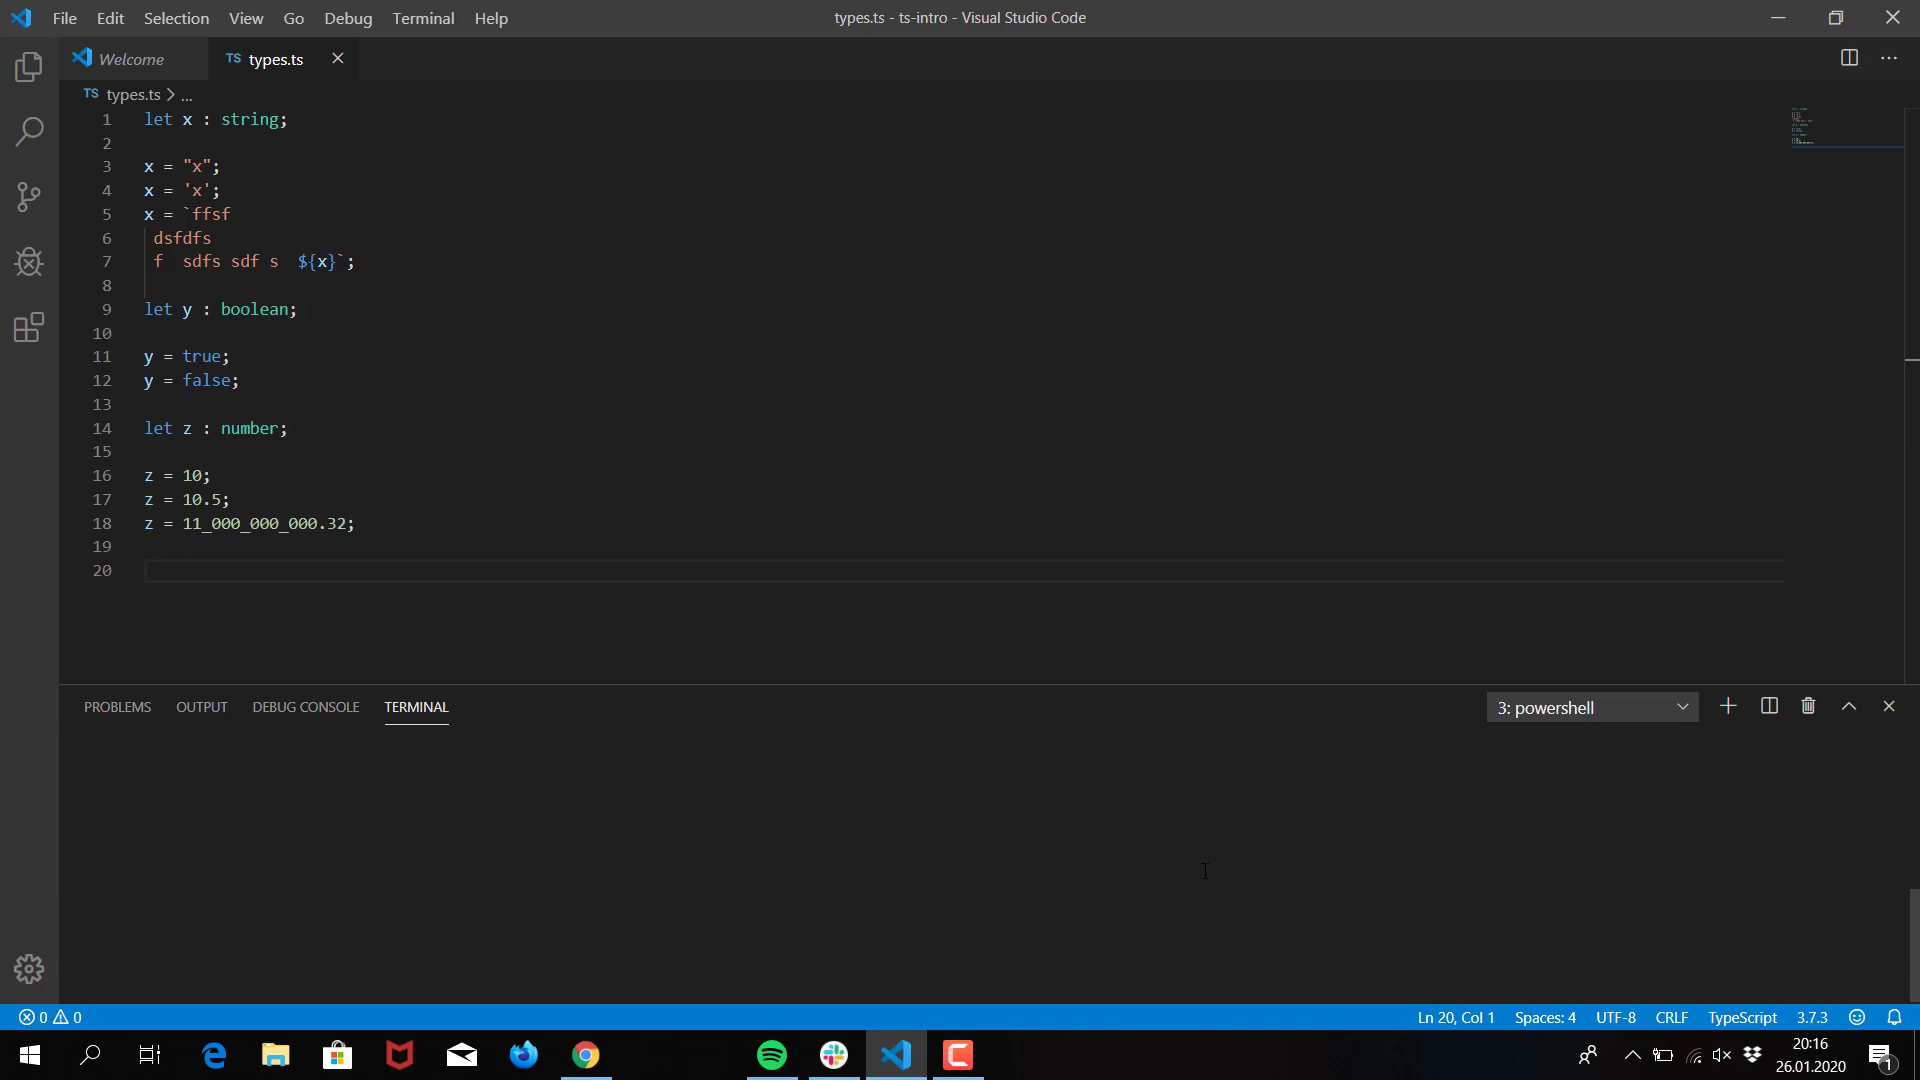 File Edit Selection View Go Debug Terminal Help
types.ts - ts-intro - Visual Studio Code
Welcome
TS types.ts
TS types.ts > ...
1 let x : string;
2
3 x = "x";
4 x = 'x';
5 x = `ffsf
6  dsfdfs
7  f  sdfs sdf s  ${x}`;
8
9 let y : boolean;
10
11 y = true;
12 y = false;
13
14 let z : number;
15
16 z = 10;
17 z = 10.5;
18 z = 11_000_000_000.32;
19
20
PROBLEMS OUTPUT DEBUG CONSOLE TERMINAL
3: powershell
0 0
Ln 20, Col 1 Spaces: 4 UTF-8 CRLF TypeScript 3.7.3
20:16
26.01.2020
1